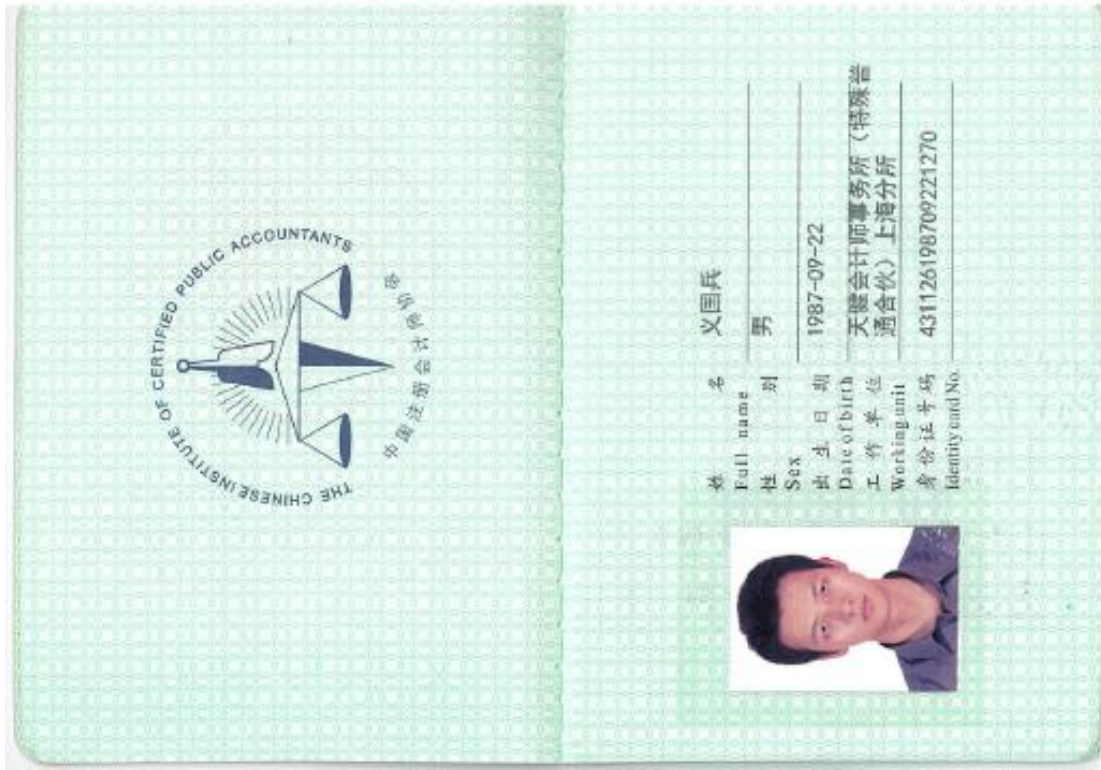 THE CHINESE INSTITUTE OF CERTIFIED PUBLIC ACCOUNTANTS
中国注册会计师协会
姓 名 义国兵
Full name
性 别 男
Sex
出 生 日 期 1987-09-22
Date of birth
工 作 单 位 天健会计师事务所（特殊普
Working unit 通合伙）上海分所
身份证号码 431126198709221270
Identity card No.